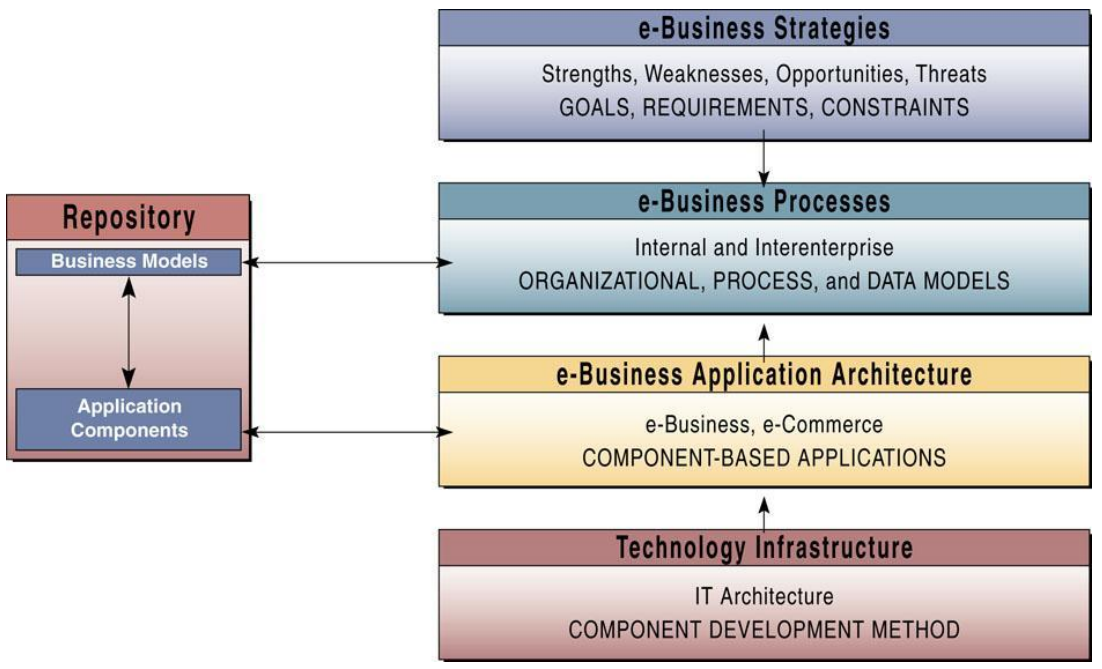 e-Business Strategies
Strengths, Weaknesses, Opportunities, Threats
GOALS, REQUIREMENTS, CONSTRAINTS
Repository
Business Models
Application
Components
e-Business Processes
Internal and Interenterprise
ORGANIZATIONAL, PROCESS, and DATA MODELS
e-Business Application Architecture
e-Business, e-Commerce
COMPONENT-BASED APPLICATIONS
Technology Infrastructure
IT Architecture
COMPONENT DEVELOPMENT METHOD